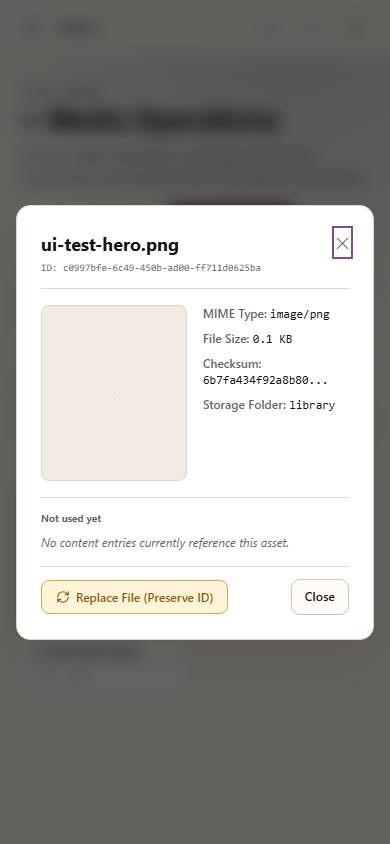 Media Operations
ui-test-hero.png
ID: c0997bfe-6c49-450b-ad00-ff711d0625ba
MIME Type: image/png
File Size: 0.1 KB
Checksum:
6b7fa434f92a8b80...
Storage Folder: library
Not used yet
No content entries currently reference this asset.
Replace File (Preserve ID)
Close